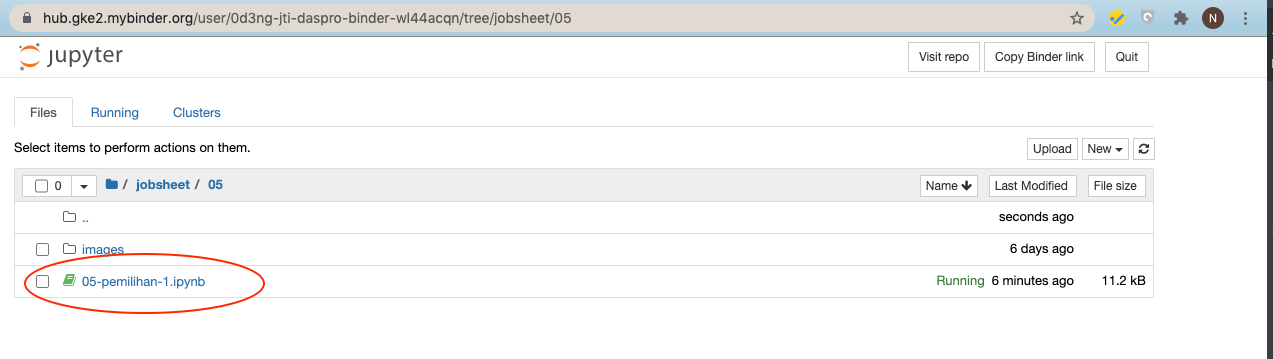 hub.gke2.mybinder.org/user/0d3ng-jti-daspro-binder-wl44acqn/tree/jobsheet/05
N
jupyter
Visit repo Copy Binder link Quit
Files Running Clusters
Select items to perform actions on them.
Upload New
0 / jobsheet / 05 Name Last Modified File size
.. seconds ago
images 6 days ago
05-pemilihan-1.ipynb Running 6 minutes ago 11.2 kB